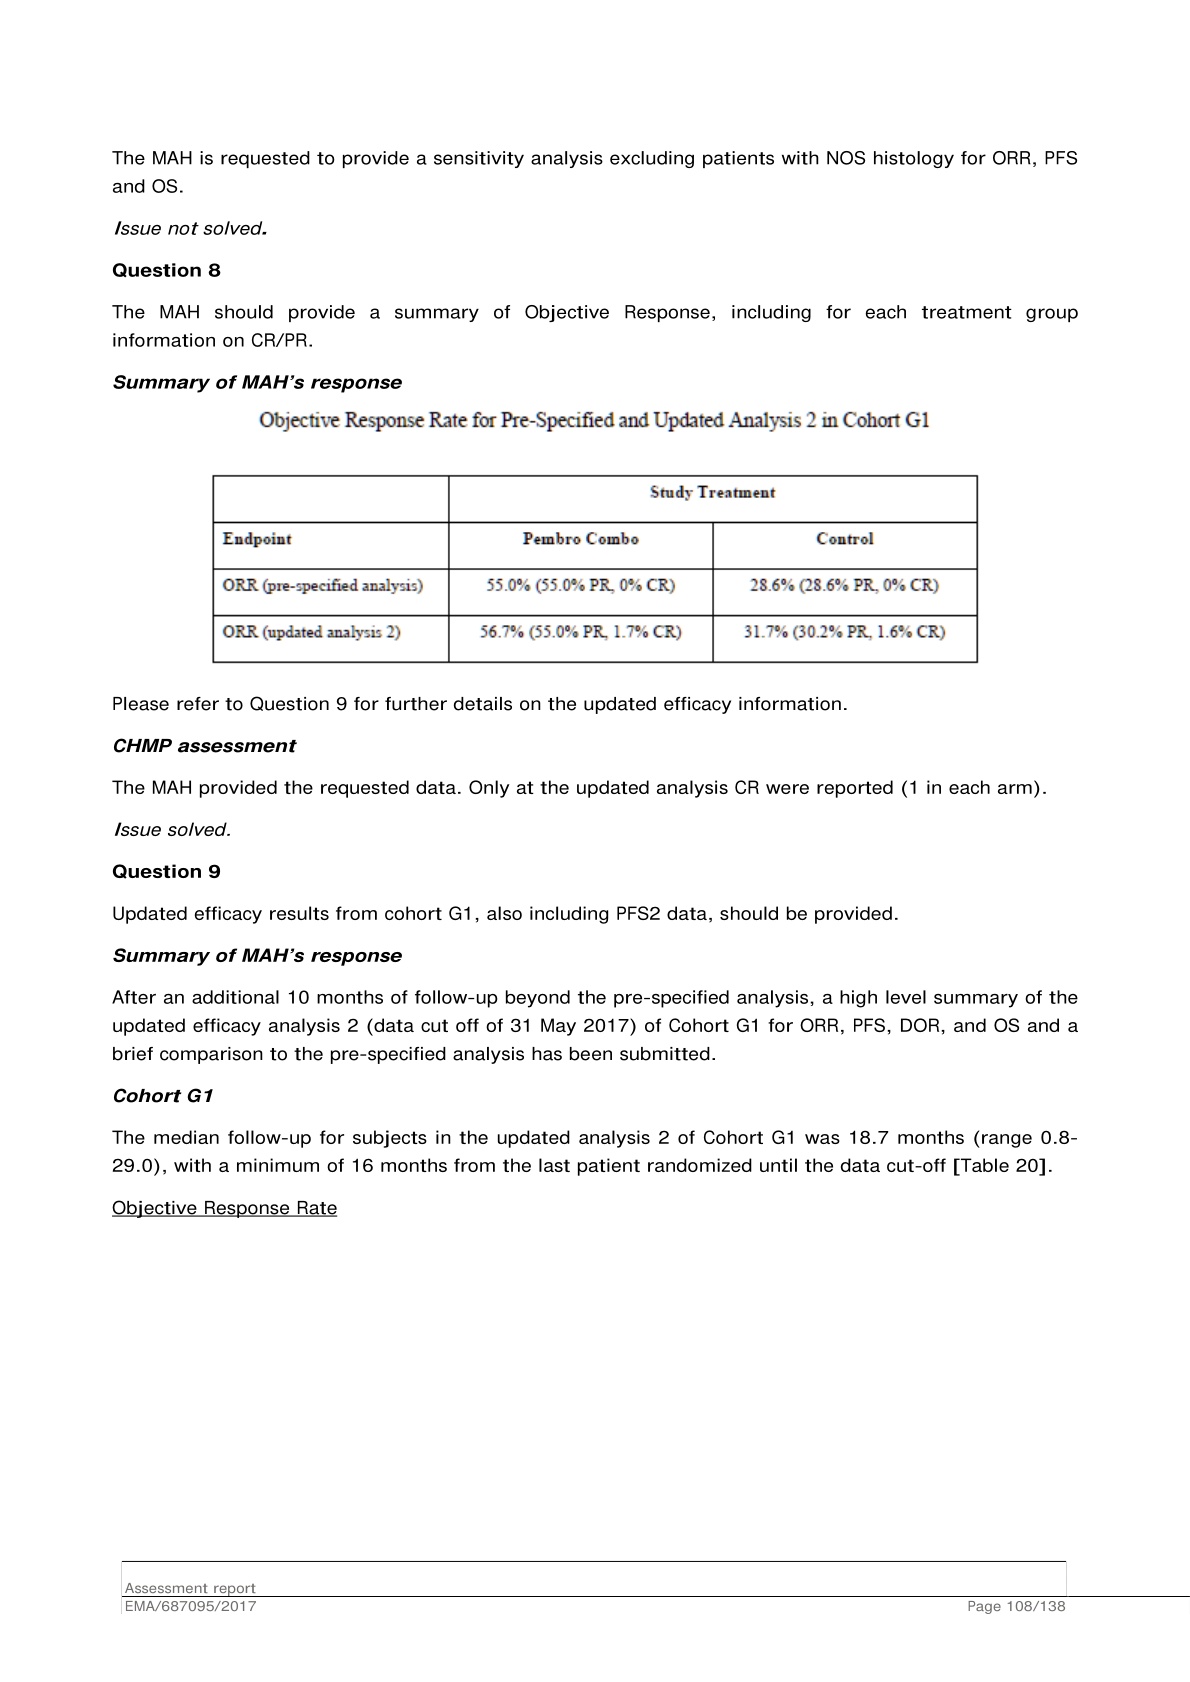 The MAH is requested to provide a sensitivity analysis excluding patients with NOS histology for ORR, PFS
and OS.
Issue not solved.
Question 8
The MAH should provide a summary of Objective Response, including for each treatment group
information on CR/PR.
Summary of MAH's response
Objective Response Rate for Pre-Specified and Updated Analysis 2 in Cohort G1
Study Treatment
Endpoint Pembro Combo Control
ORR (pre-specified analysis) 55.0% (55.0% PR, 0% CR) 28.6% (28.6% PR, 0% CR)
ORR (updated analysis 2) 56.7% (55.0% PR, 1.7% CR) 31.7% (30.2% PR, 1.6% CR)
Please refer to Question 9 for further details on the updated efficacy information.
CHMP assessment
The MAH provided the requested data. Only at the updated analysis CR were reported (1 in each arm).
Issue solved.
Question 9
Updated efficacy results from cohort G1, also including PFS2 data, should be provided.
Summary of MAH's response
After an additional 10 months of follow-up beyond the pre-specified analysis, a high level summary of the
updated efficacy analysis 2 (data cut off of 31 May 2017) of Cohort G1 for ORR, PFS, DOR, and OS and a
brief comparison to the pre-specified analysis has been submitted.
Cohort G1
The median follow-up for subjects in the updated analysis 2 of Cohort G1 was 18.7 months (range 0.8-
29.0), with a minimum of 16 months from the last patient randomized until the data cut-off [Table 20].
Objective Response Rate
Assessment report
EMA/687095/2017 Page 108/138